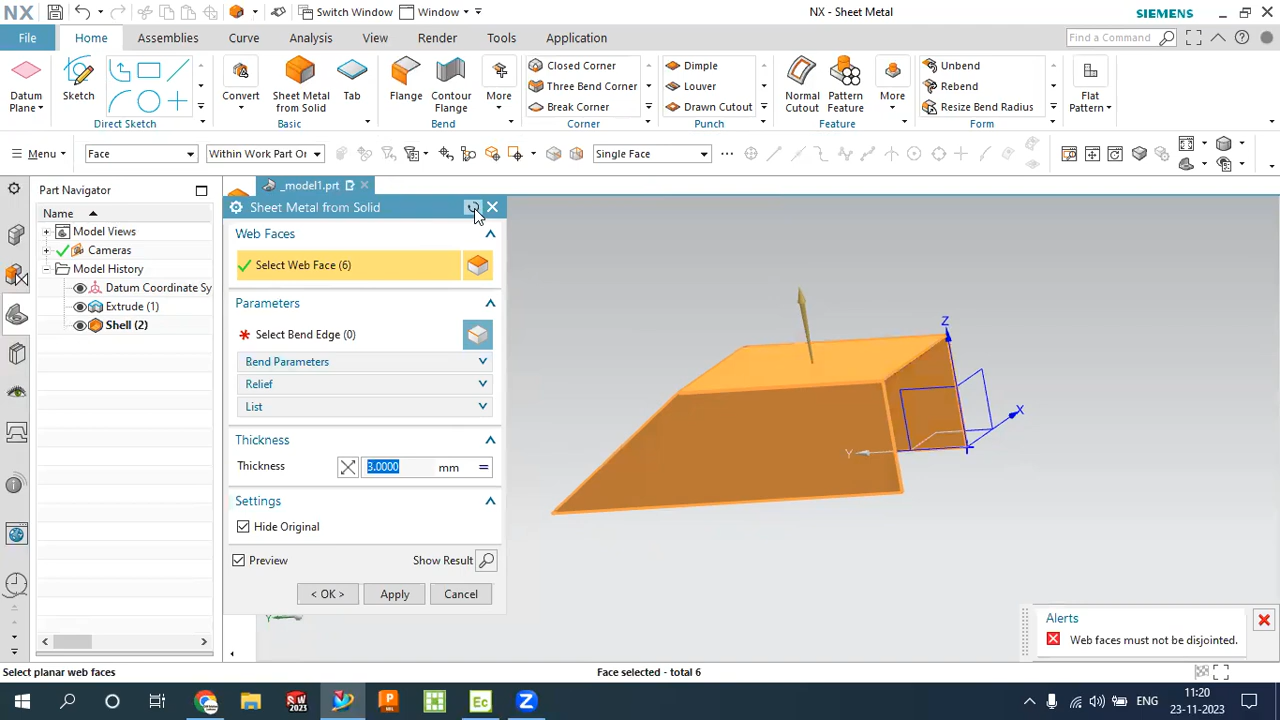 NX
Switch Window
Window
NX - Sheet Metal
SIEMENS
File
Home
Assemblies
Curve
Analysis
View
Render
Tools
Application
Find a Command
Datum
Plane
Sketch
Direct Sketch
Convert
Sheet Metal
from Solid
Tab
Basic
Flange
Contour
Flange
More
Bend
Closed Corner
Three Bend Corner
Break Corner
Corner
Dimple
Louver
Drawn Cutout
Punch
Normal
Cutout
Pattern
Feature
More
Feature
Unbend
Rebend
Resize Bend Radius
Form
Flat
Pattern
Menu
Face
Within Work Part On
Single Face
Part Navigator
_model1.prt
Name
Model Views
Cameras
Model History
Datum Coordinate Sy
Extrude (1)
Shell (2)
Sheet Metal from Solid
Web Faces
Select Web Face (6)
Parameters
Select Bend Edge (0)
Bend Parameters
Relief
List
Thickness
Thickness
3.0000
mm
Settings
Hide Original
Preview
Show Result
< OK >
Apply
Cancel
Z
X
Y
Y
Alerts
Web faces must not be disjointed.
Select planar web faces
Face selected - total 6
SW
2023
Ec
ENG
11:20
23-11-2023